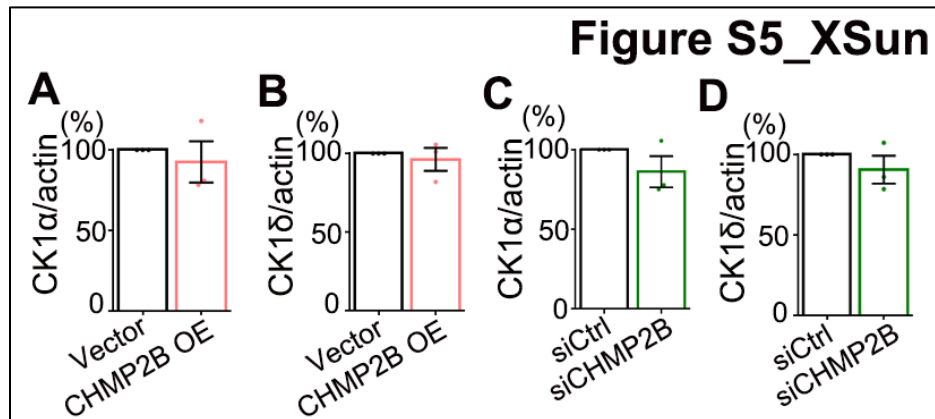 Figure S5_XSun
A
(%)
CK1α/actin
100
50
0
Vector
CHMP2B OE
B
(%)
CK1δ/actin
100
50
0
Vector
CHMP2B OE
C
(%)
CK1α/actin
100
50
0
siCtrl
siCHMP2B
D
(%)
CK1δ/actin
100
50
0
siCtrl
siCHMP2B